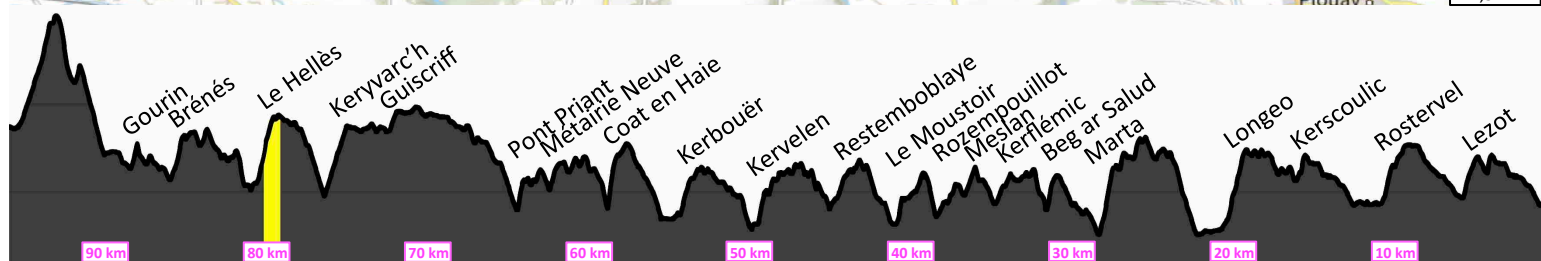 Plouay
Gourin
Brénés
Le Hellès
Keryvarc'h
Guiscriff
Pont Priant
Métairie Neuve
Coat en Haie
Kerbouër
Kervelen
Restemboblaye
Le Moustoir
Rozempouillot
Meslan
Kerflémic
Beg ar Salud
Marta
Longeo
Kerscoulic
Rostervel
Lezot
90 km
80 km
70 km
60 km
50 km
40 km
30 km
20 km
10 km